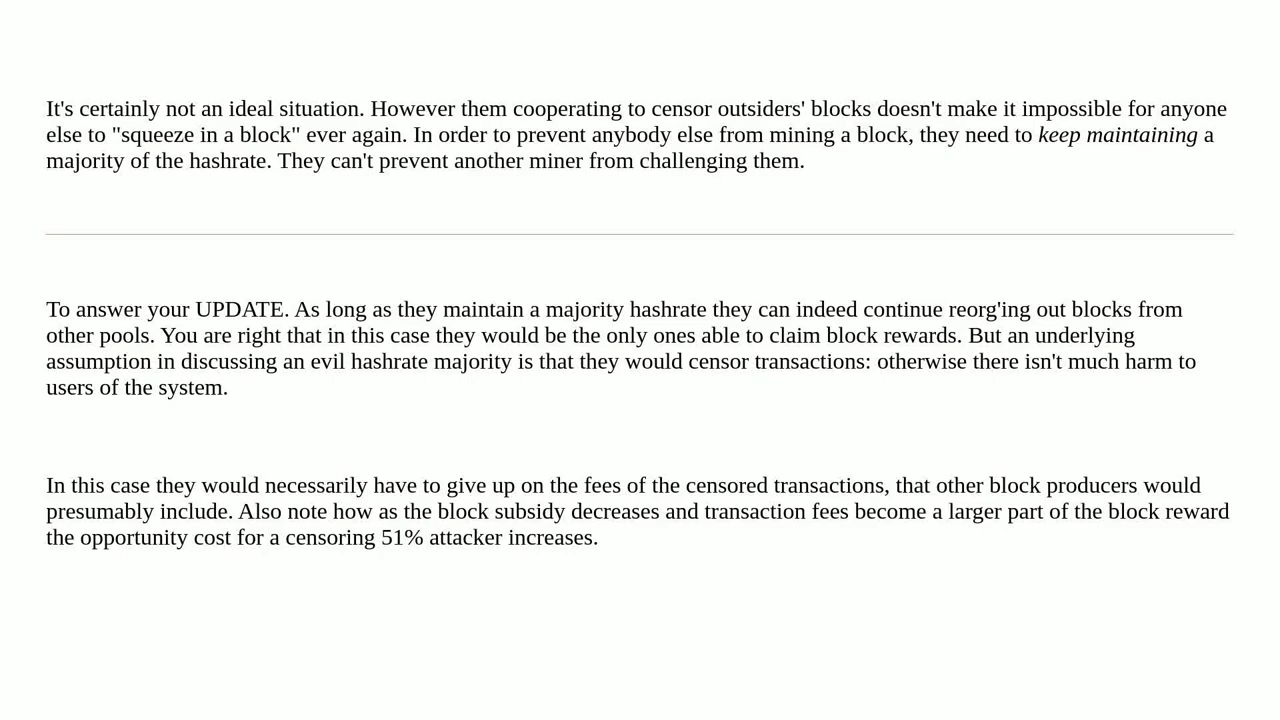 It's certainly not an ideal situation. However them cooperating to censor outsiders' blocks doesn't make it impossible for anyone
else to "squeeze in a block" ever again. In order to prevent anybody else from mining a block, they need to keep maintaining a
majority of the hashrate. They can't prevent another miner from challenging them.
To answer your UPDATE. As long as they maintain a majority hashrate they can indeed continue reorg'ing out blocks from
other pools. You are right that in this case they would be the only ones able to claim block rewards. But an underlying
assumption in discussing an evil hashrate majority is that they would censor transactions: otherwise there isn't much harm to
users of the system.
In this case they would necessarily have to give up on the fees of the censored transactions, that other block producers would
presumably include. Also note how as the block subsidy decreases and transaction fees become a larger part of the block reward
the opportunity cost for a censoring 51% attacker increases.